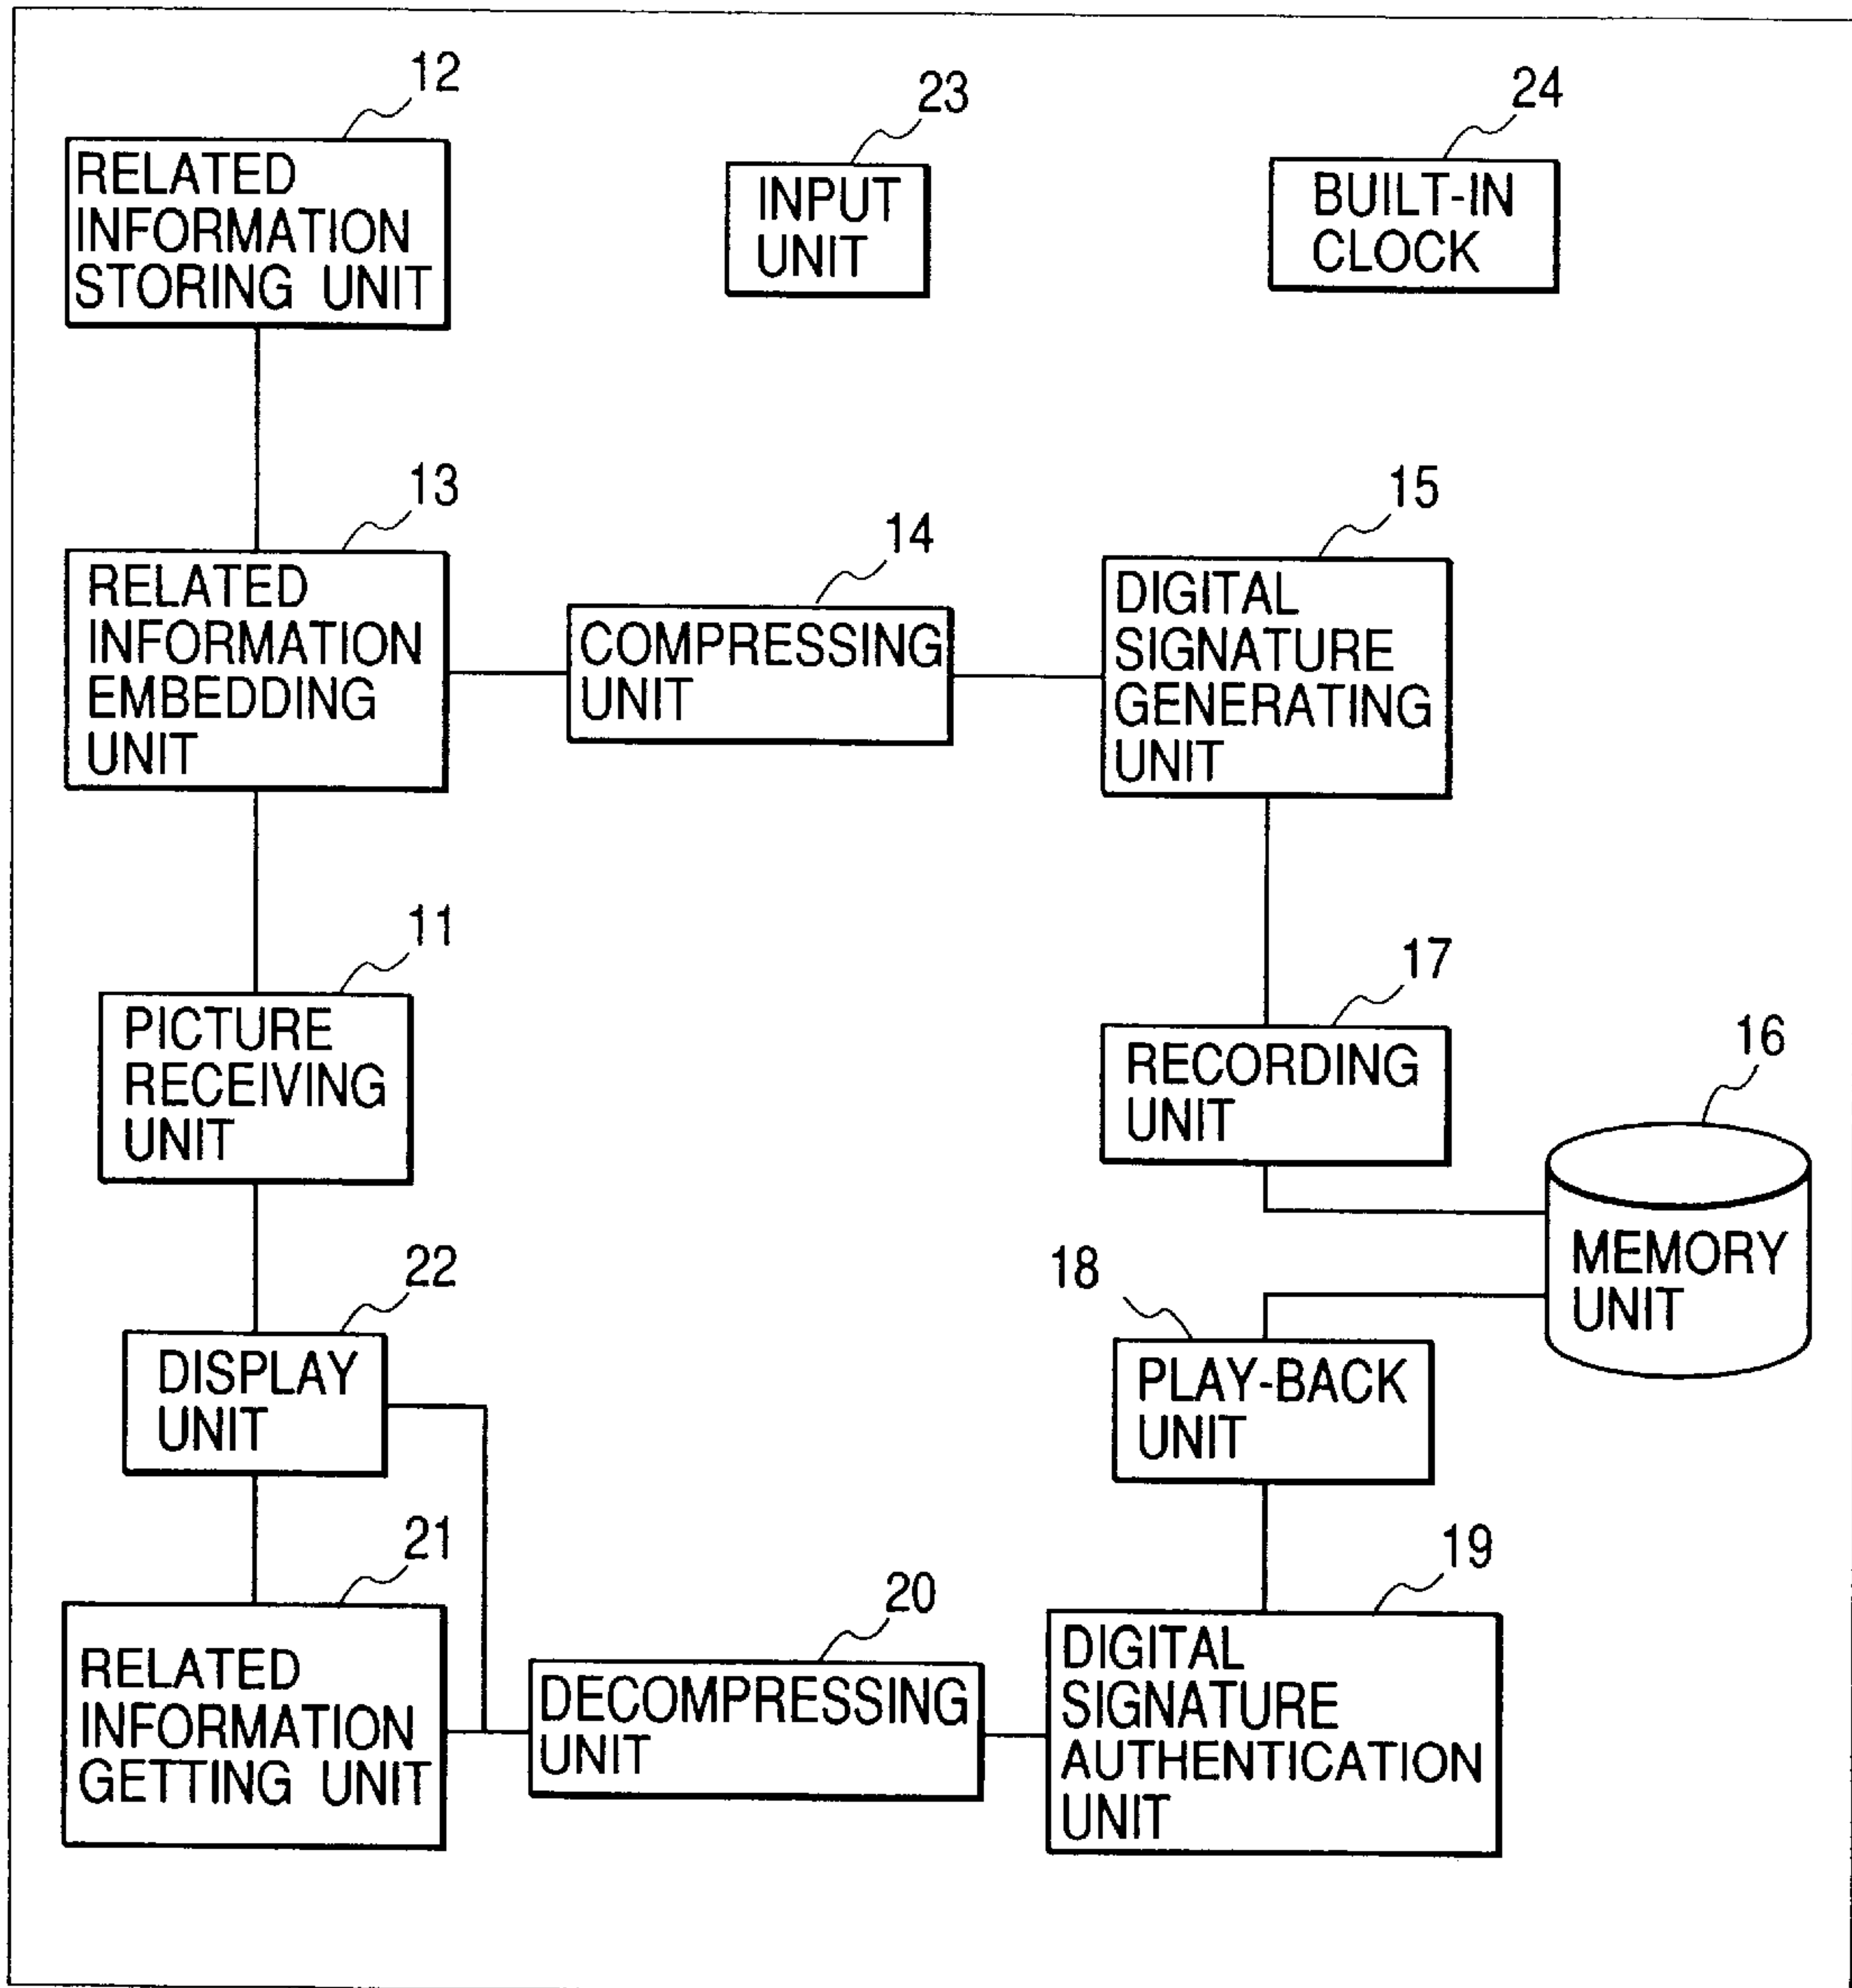 12
RELATED
INFORMATION
STORING UNIT
23
INPUT
UNIT
24
BUILT-IN
CLOCK
13
RELATED
INFORMATION
EMBEDDING
UNIT
14
COMPRESSING
UNIT
15
DIGITAL
SIGNATURE
GENERATING
UNIT
11
PICTURE
RECEIVING
UNIT
17
RECORDING
UNIT
16
MEMORY
UNIT
22
DISPLAY
UNIT
18
PLAY-BACK
UNIT
21
RELATED
INFORMATION
GETTING UNIT
20
DECOMPRESSING
UNIT
19
DIGITAL
SIGNATURE
AUTHENTICATION
UNIT